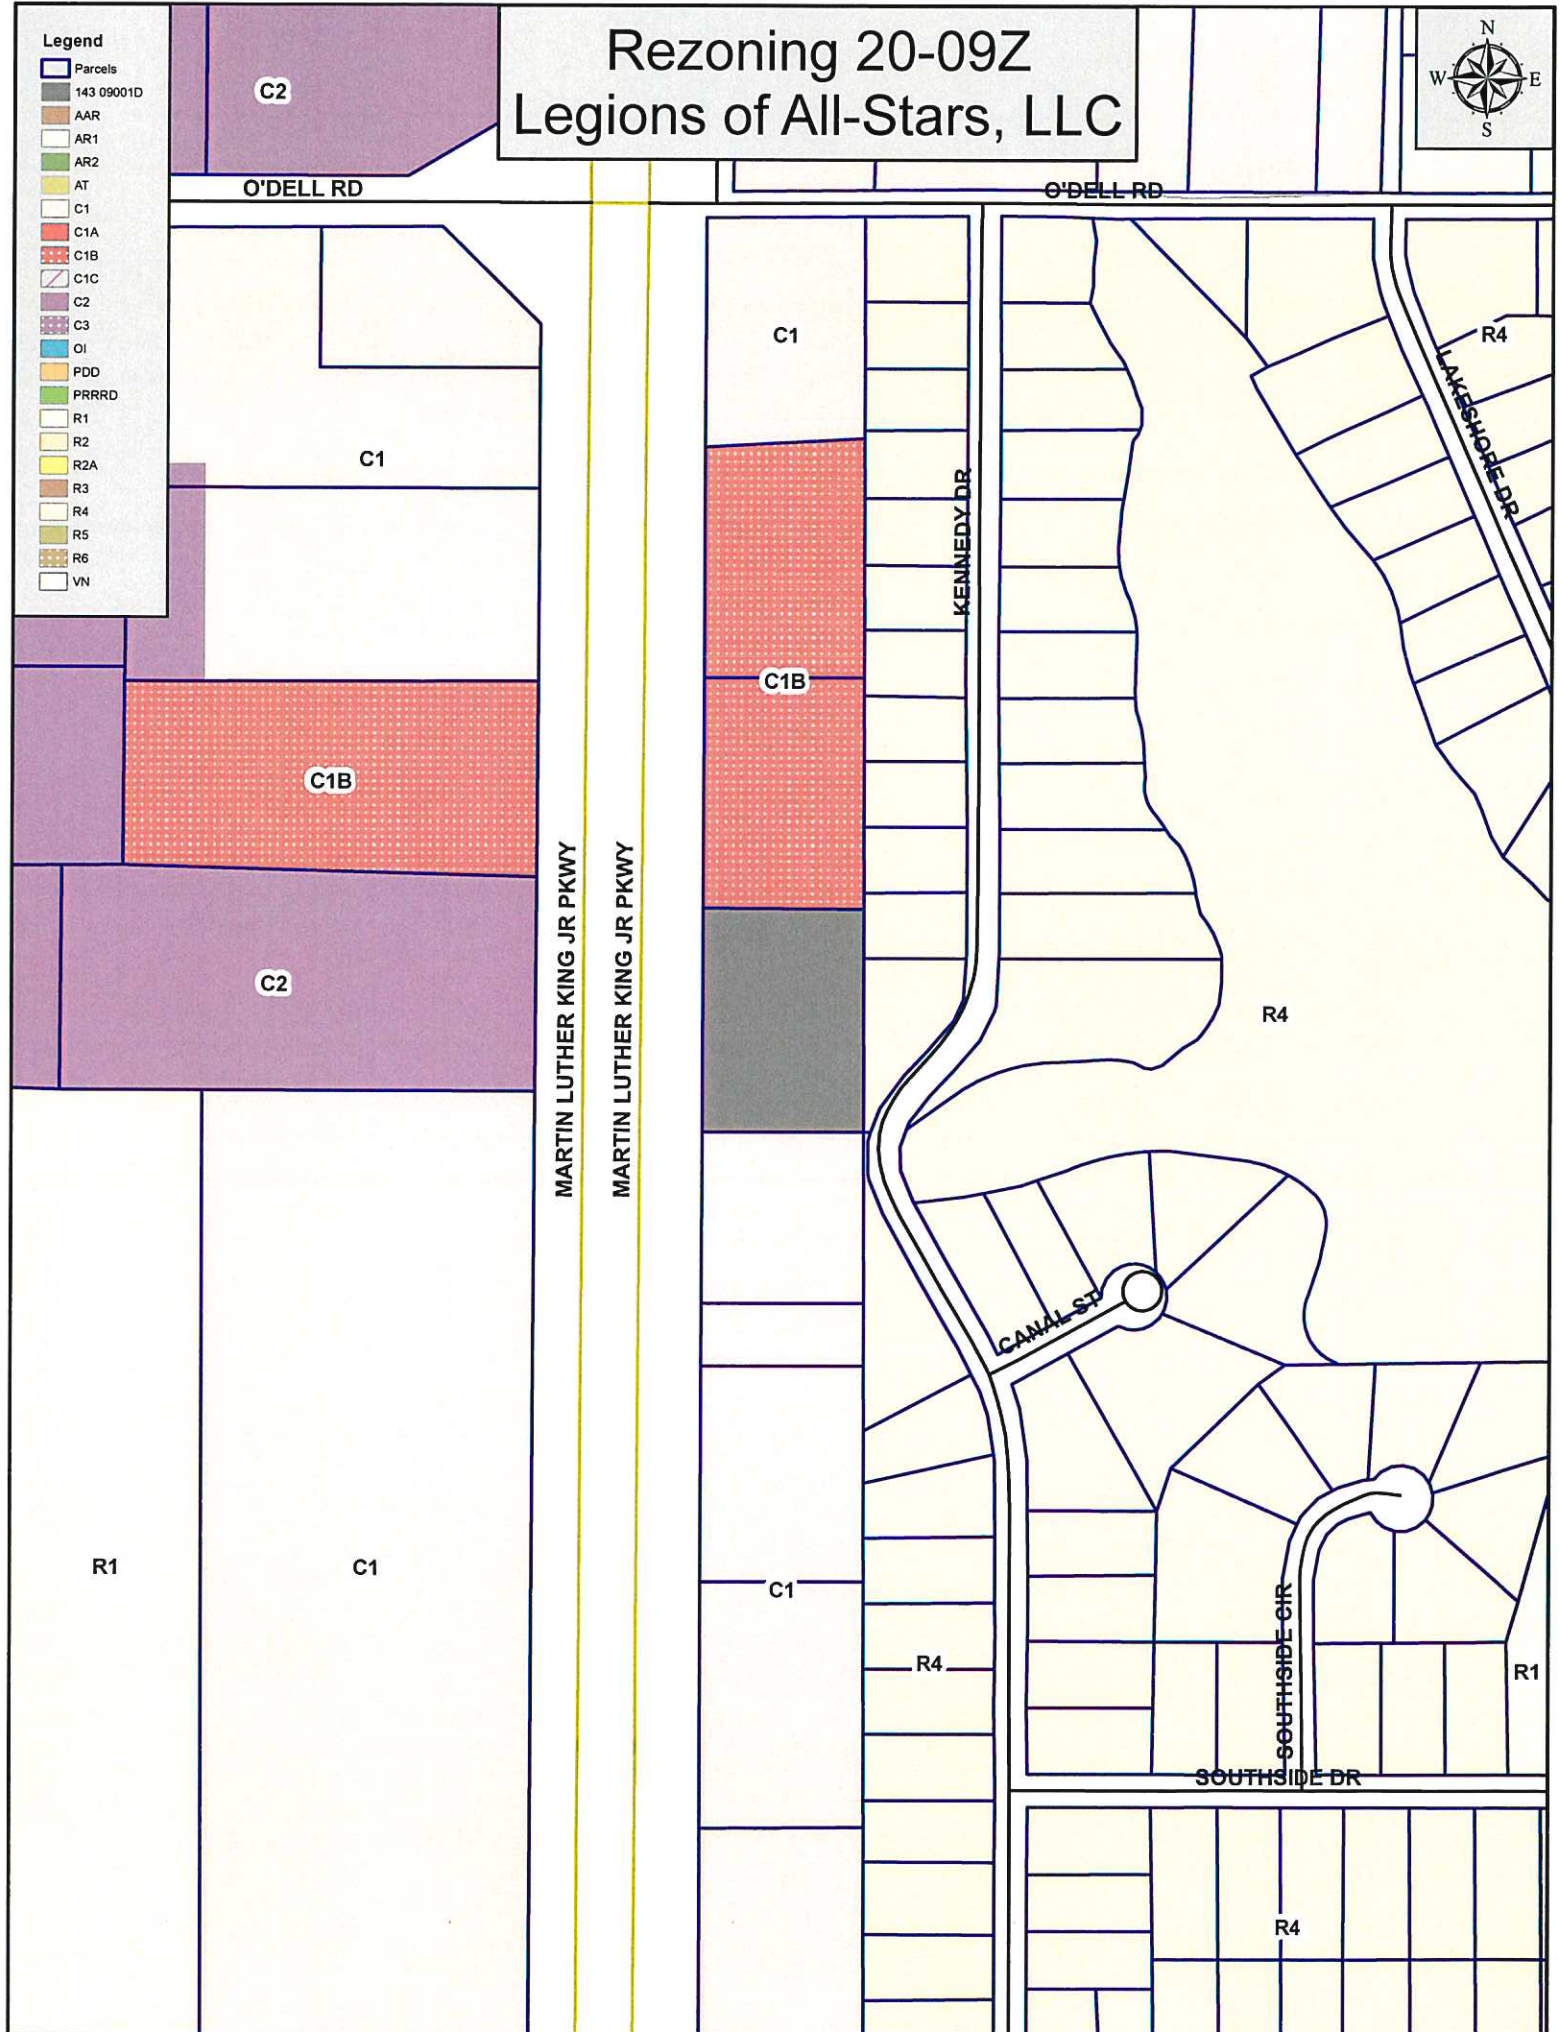 Rezoning 20-09Z
Legions of All-Stars, LLC
Legend
Parcels
143 09001D
AAR
AR1
AR2
AT
C1
C1A
C1B
C1C
C2
C3
OI
PDD
PRRRD
R1
R2
R2A
R3
R4
R5
R6
VN
N
W
E
S
C2
O'DELL RD
O'DELL RD
C1
R4
LAKESHORE DR
C1
KENNEDY DR
C1B
C1B
MARTIN LUTHER KING JR PKWY
MARTIN LUTHER KING JR PKWY
C2
R4
CANAL ST
R1
C1
C1
R4
SOUTHSIDE CIR
R1
SOUTHSIDE DR
R4